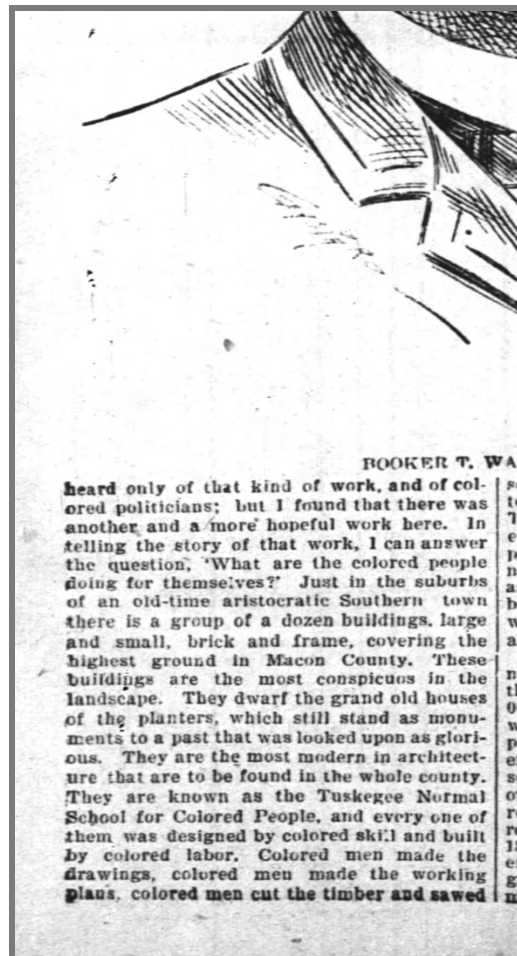 BOOKER T. WA
heard only of that kind of work, and of col-
ored politicians; but I found that there was
another and a more hopeful work here. In
telling the story of that work, I can answer
the question, 'What are the colored people
doing for themselves?' Just in the suburbs
of an old-time aristocratic Southern town
there is a group of a dozen buildings, large
and small, brick and frame, covering the
highest ground in Macon County. These
buildings are the most conspicuos in the
landscape. They dwarf the grand old houses
of the planters, which still stand as monu-
ments to a past that was looked upon as glori-
ous. They are the most modern in architect-
ure that are to be found in the whole county.
They are known as the Tuskegee Normal
School for Colored People, and every one of
them was designed by colored skill and built
by colored labor. Colored men made the
drawings, colored men made the working
plans, colored men cut the timber and sawed